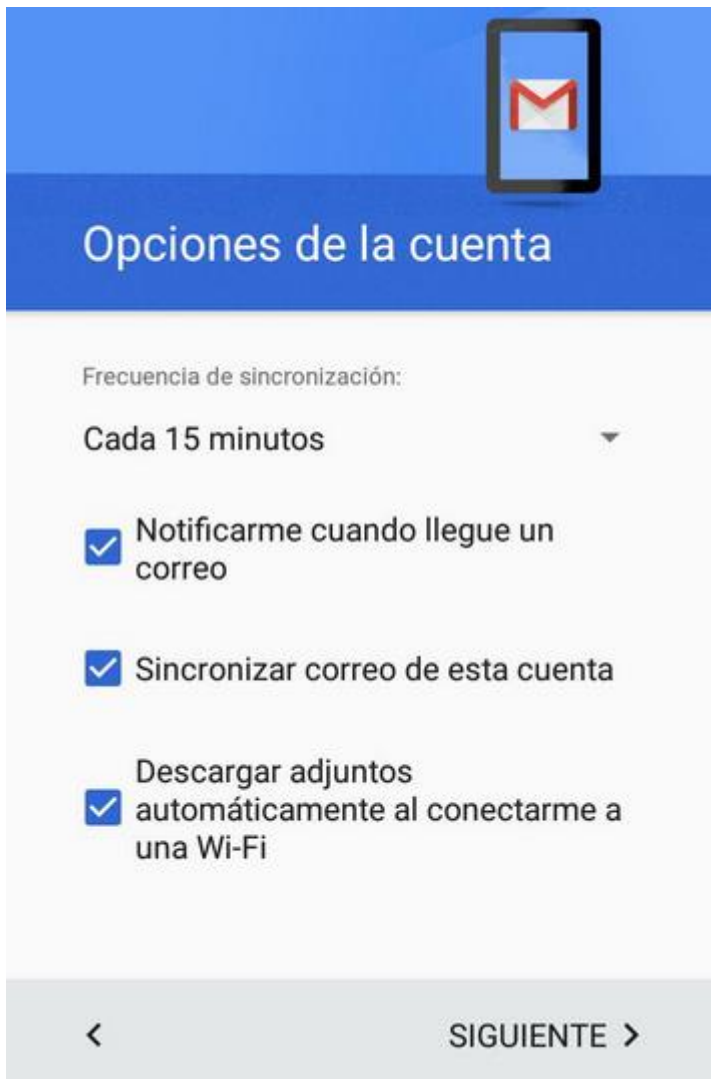 Opciones de la cuenta
Frecuencia de sincronización:
Cada 15 minutos
Notificarme cuando llegue un
correo
Sincronizar correo de esta cuenta
Descargar adjuntos
automáticamente al conectarme a
una Wi-Fi
SIGUIENTE